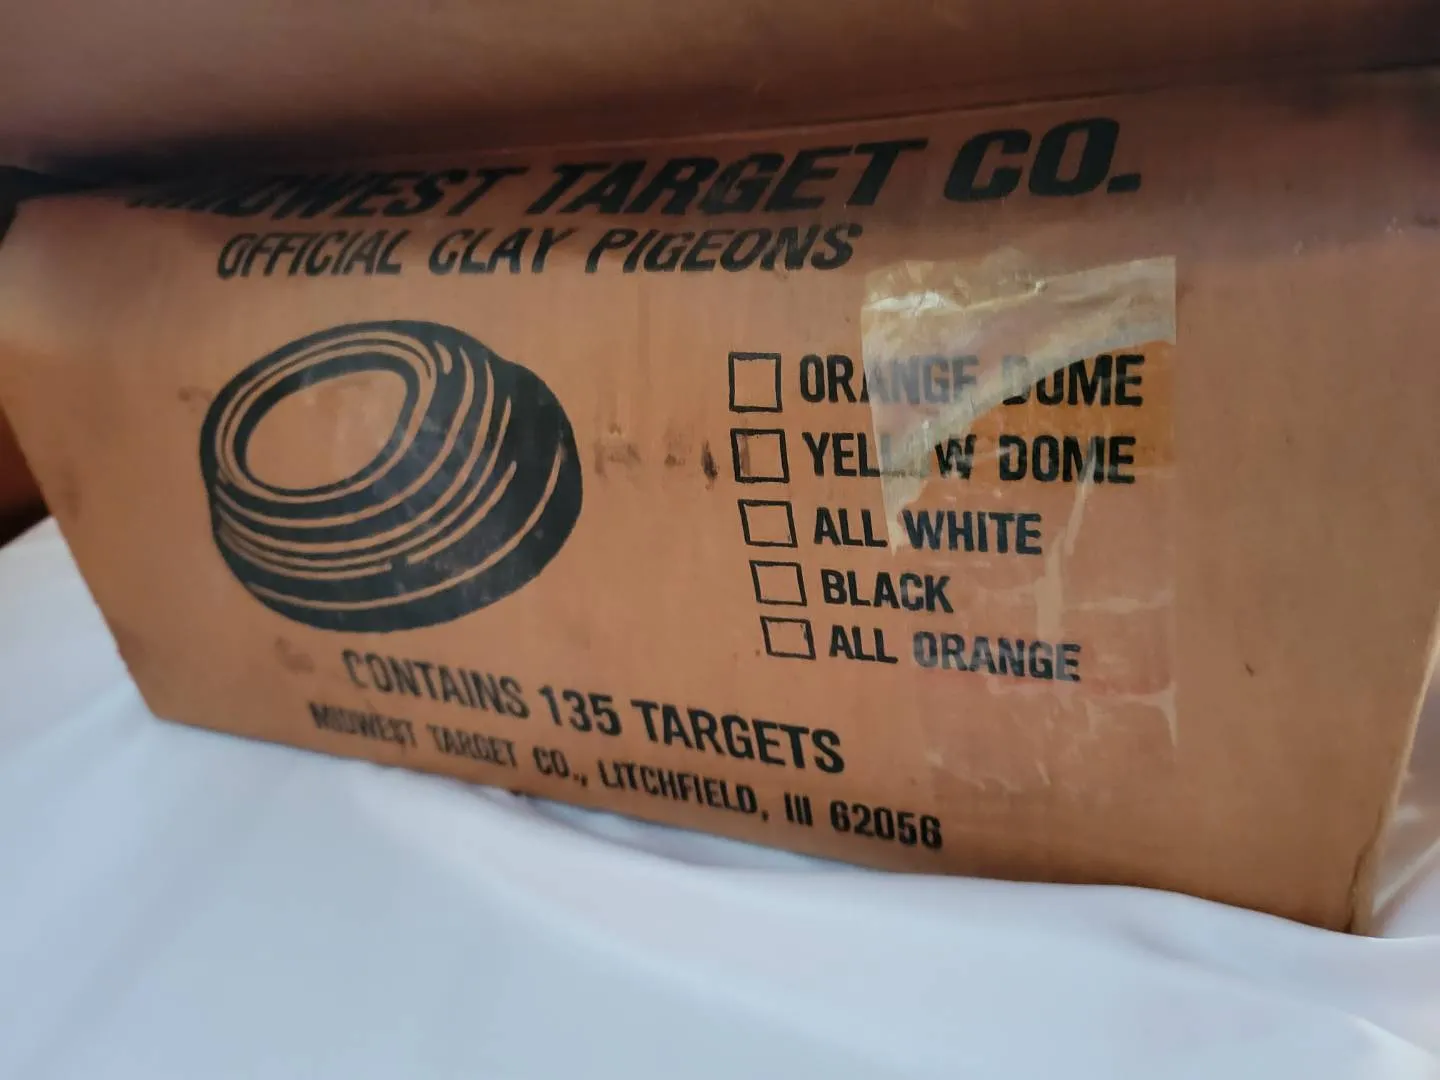 MIDWEST TARGET CO.
OFFICIAL CLAY PIGEONS
ORANGE DOME
YELLOW DOME
ALL WHITE
BLACK
ALL ORANGE
CONTAINS 135 TARGETS
MIDWEST TARGET CO., LITCHFIELD, Ill 62056